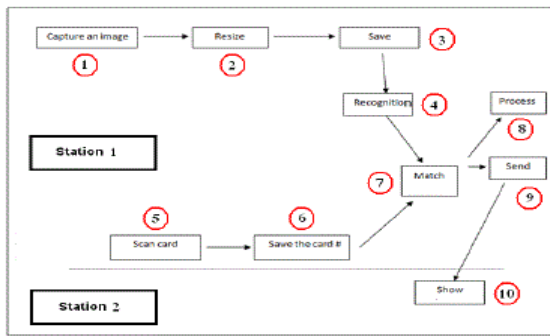 Capture an image
Resize
Save
1
2
3
Recognition
4
Process
8
Station 1
Match
7
Send
9
5
6
Scan card
Save the card #
Station 2
Show
10